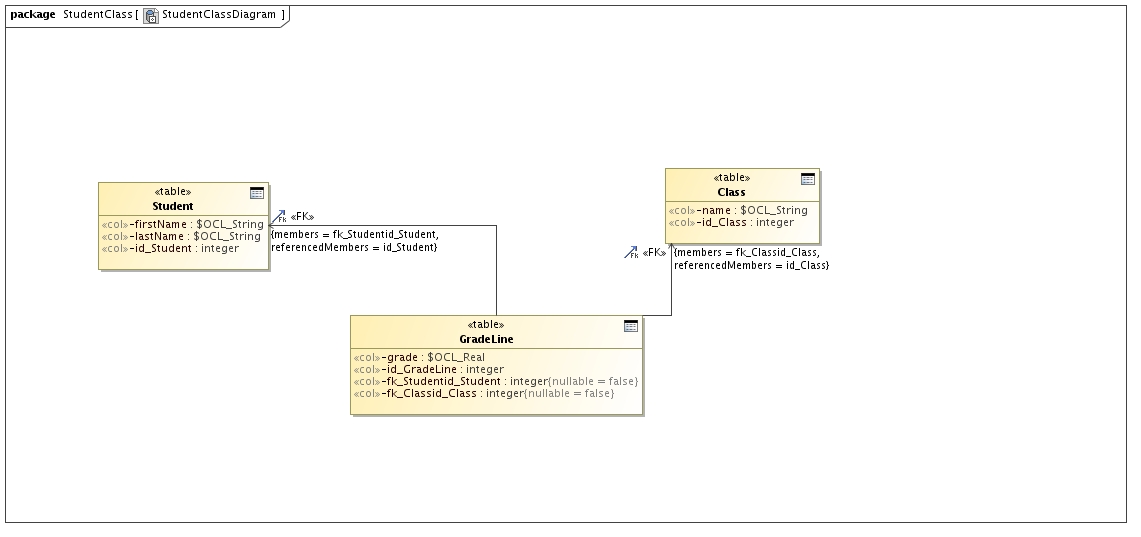 package StudentClass [ StudentClassDiagram ]
«table»
Student
«col» -firstName : $OCL_String
«col» -lastName : $OCL_String
«col» -id_Student : integer
Fk «FK»
{members = fk_Studentid_Student,
referencedMembers = id_Student}
«table»
Class
«col» -name : $OCL_String
«col» -id_Class : integer
Fk «FK» {members = fk_Classid_Class,
referencedMembers = id_Class}
«table»
GradeLine
«col» -grade : $OCL_Real
«col» -id_GradeLine : integer
«col» -fk_Studentid_Student : integer{nullable = false}
«col» -fk_Classid_Class : integer{nullable = false}